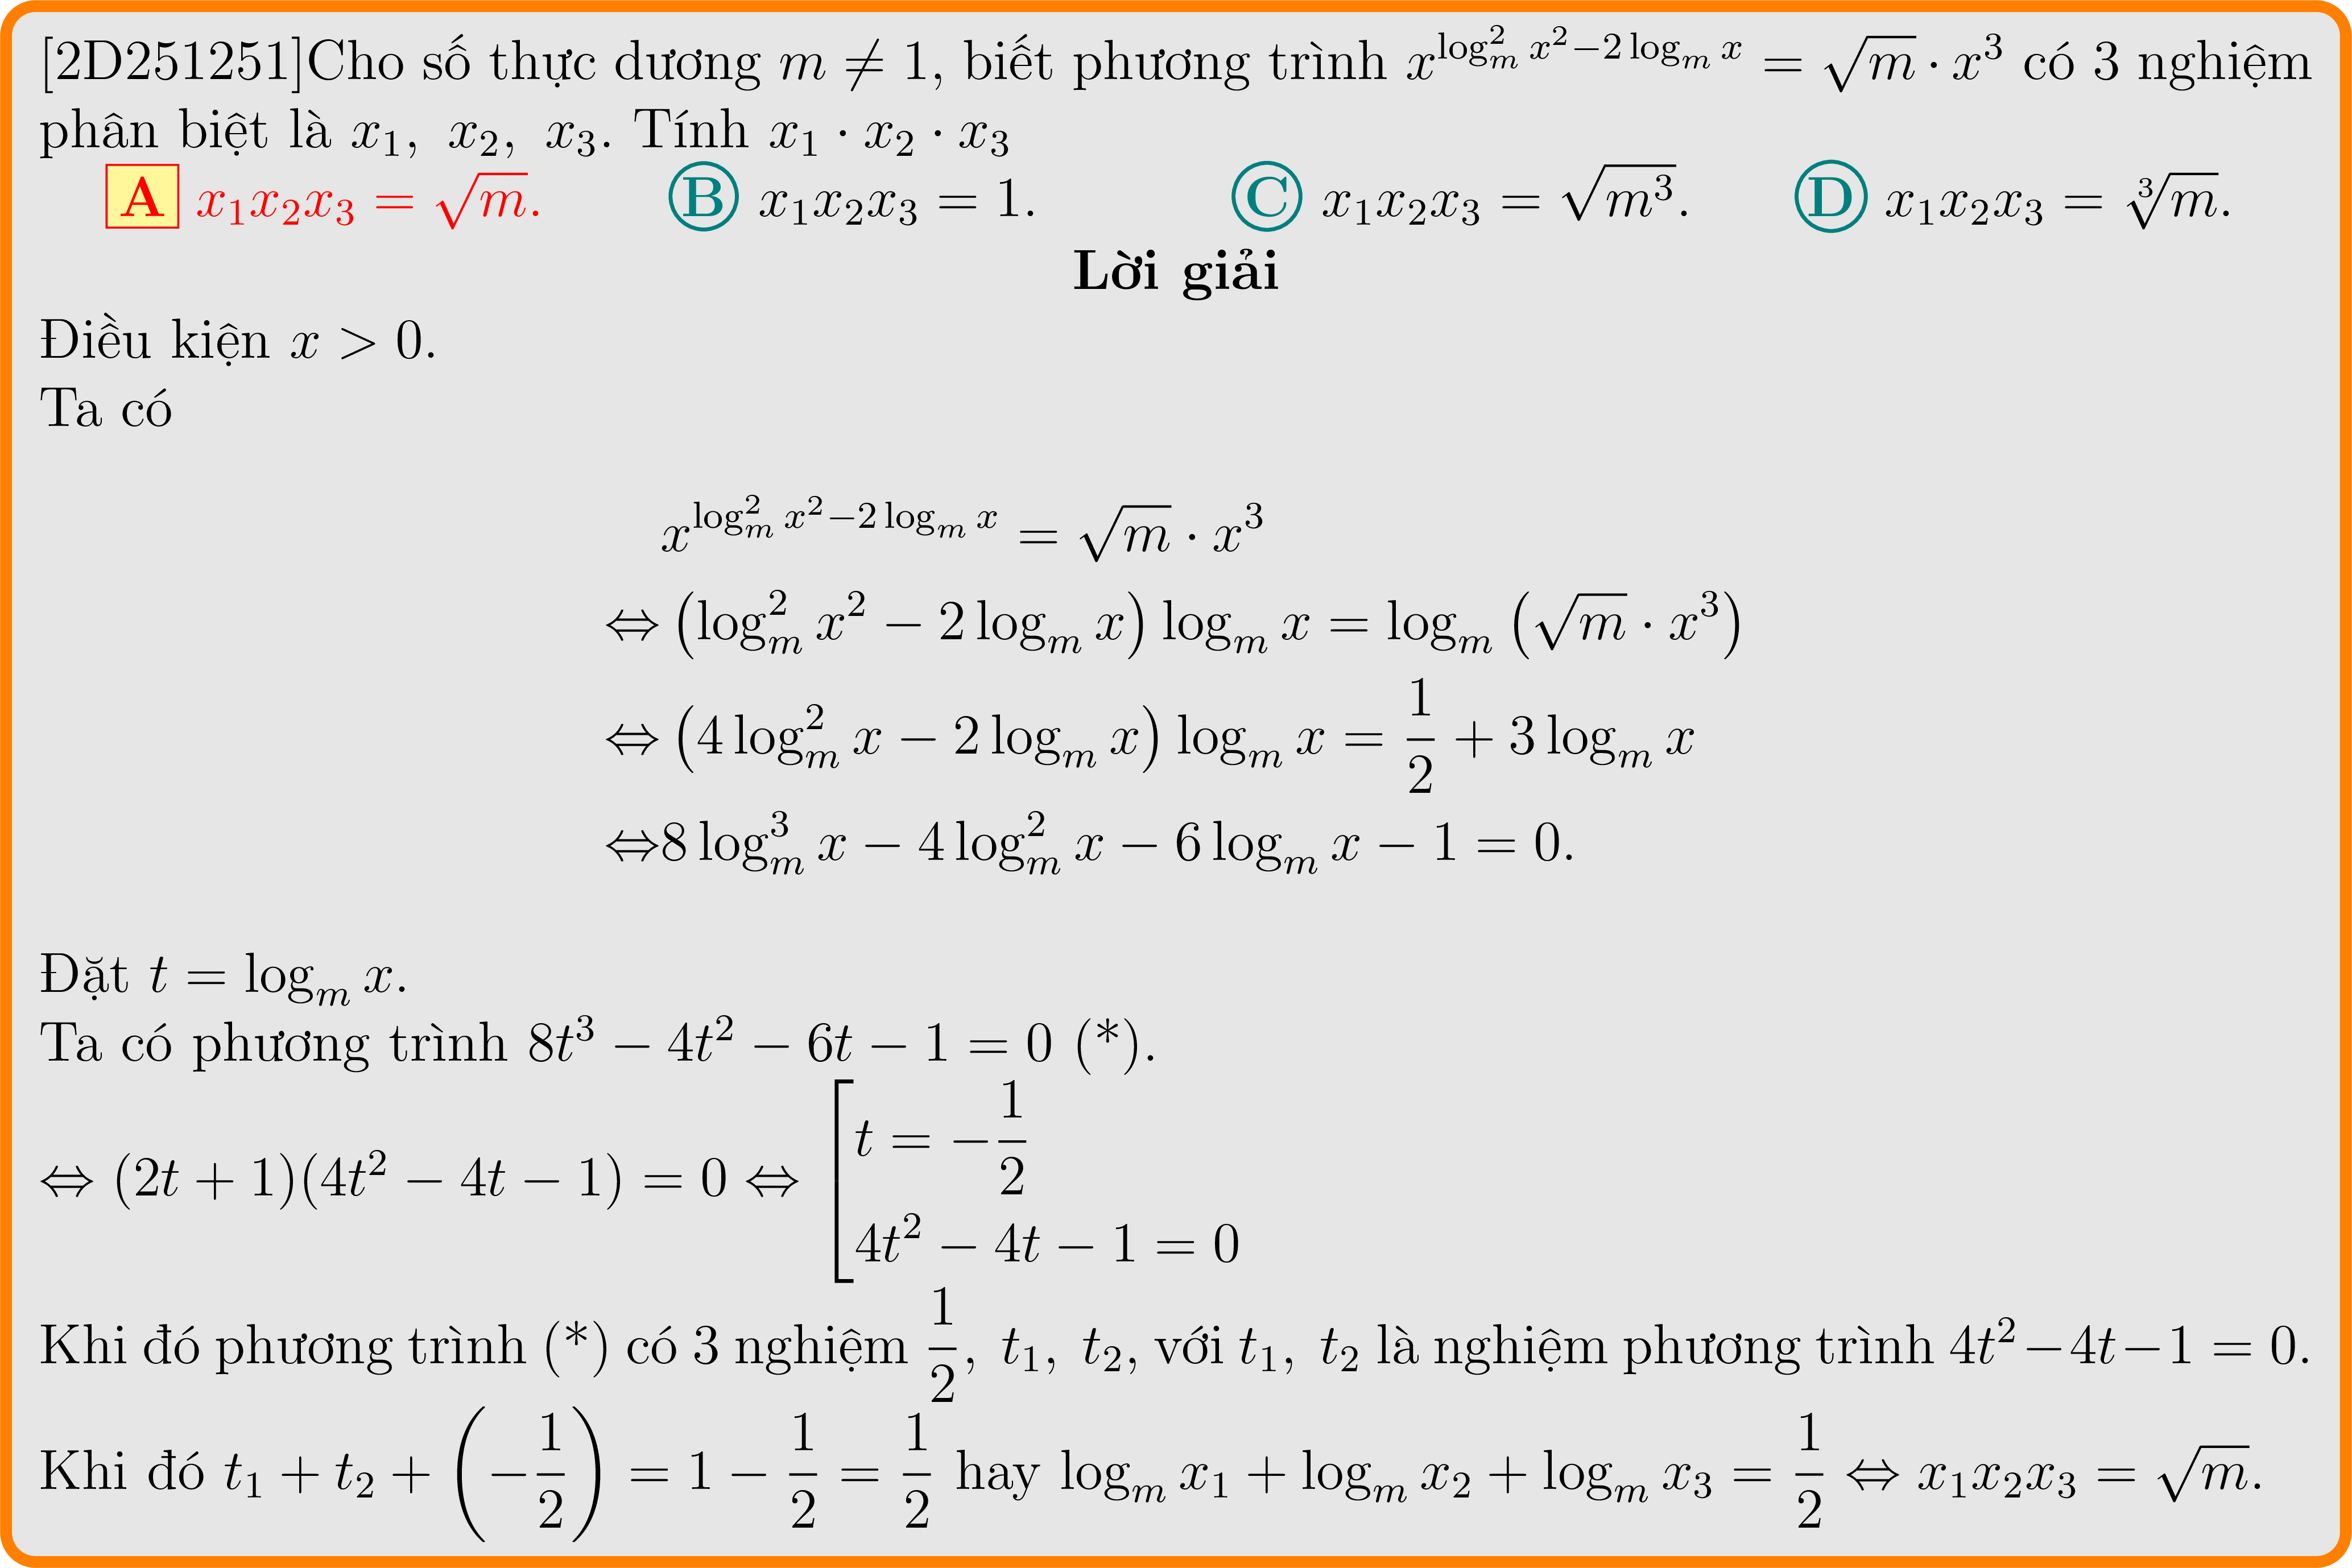 [2D251251]Cho số thực dương $m \neq 1$, biết phương trình $x^{\log_m^2 x^2 - 2\log_m x} = \sqrt{m} \cdot x^3$ có 3 nghiệm
phân biệt là $x_1,\ x_2,\ x_3$. Tính $x_1 \cdot x_2 \cdot x_3$
A $x_1x_2x_3 = \sqrt{m}$. B $x_1x_2x_3 = 1$. C $x_1x_2x_3 = \sqrt{m^3}$. D $x_1x_2x_3 = \sqrt[3]{m}$.
Lời giải
Điều kiện $x > 0$.
Ta có
$x^{\log_m^2 x^2 - 2\log_m x} = \sqrt{m} \cdot x^3$
$\Leftrightarrow \left(\log_m^2 x^2 - 2\log_m x\right) \log_m x = \log_m \left(\sqrt{m} \cdot x^3\right)$
$\Leftrightarrow \left(4\log_m^2 x - 2\log_m x\right) \log_m x = \frac{1}{2} + 3\log_m x$
$\Leftrightarrow 8\log_m^3 x - 4\log_m^2 x - 6\log_m x - 1 = 0.$
Đặt $t = \log_m x$.
Ta có phương trình $8t^3 - 4t^2 - 6t - 1 = 0$ (*).
$\Leftrightarrow (2t + 1)(4t^2 - 4t - 1) = 0 \Leftrightarrow \left[\begin{array}{l} t = -\frac{1}{2} \\ 4t^2 - 4t - 1 = 0 \end{array}\right.$
Khi đó phương trình (*) có 3 nghiệm $\frac{1}{2},\ t_1,\ t_2$, với $t_1,\ t_2$ là nghiệm phương trình $4t^2 - 4t - 1 = 0$.
Khi đó $t_1 + t_2 + \left(-\frac{1}{2}\right) = 1 - \frac{1}{2} = \frac{1}{2}$ hay $\log_m x_1 + \log_m x_2 + \log_m x_3 = \frac{1}{2} \Leftrightarrow x_1x_2x_3 = \sqrt{m}$.